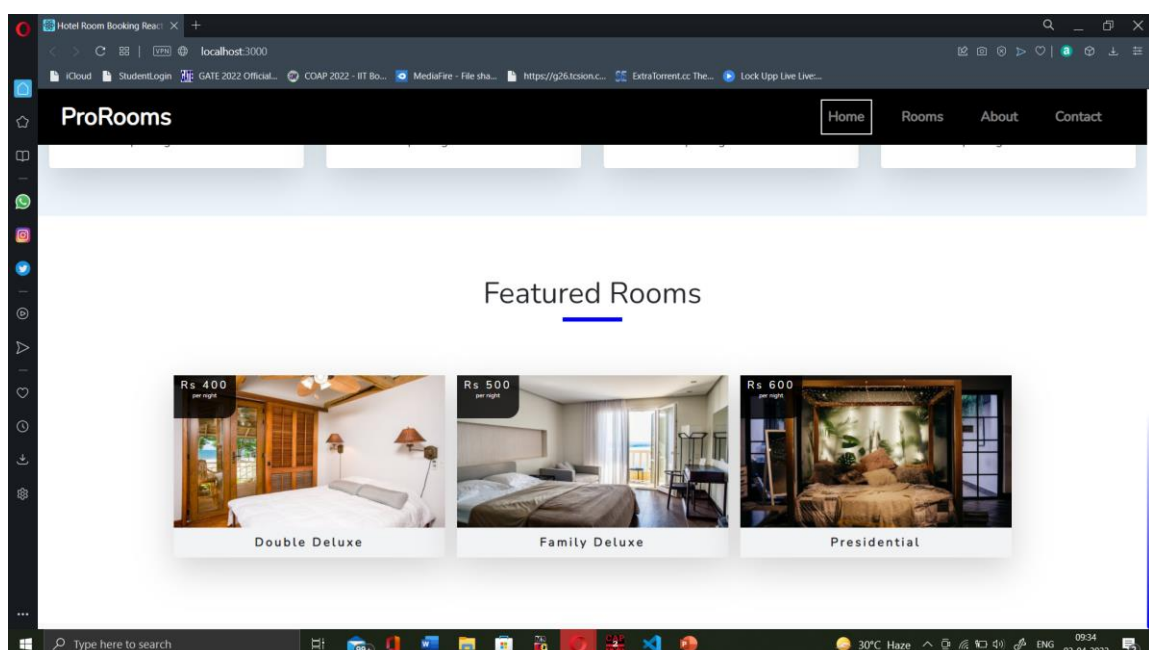 Hotel Room Booking React
VPN localhost:3000
iCloud StudentLogin GATE 2022 Official... COAP 2022 - IIT Bo... MediaFire - File sha... https://g26.tcsion.c... ExtraTorrent.cc The... Lock Upp Live Live:...
ProRooms Home Rooms About Contact
Featured Rooms
Rs 400
per night
Rs 500
per night
Rs 600
per night
Double Deluxe Family Deluxe Presidential
Type here to search 99+ 30°C Haze ENG 09:34